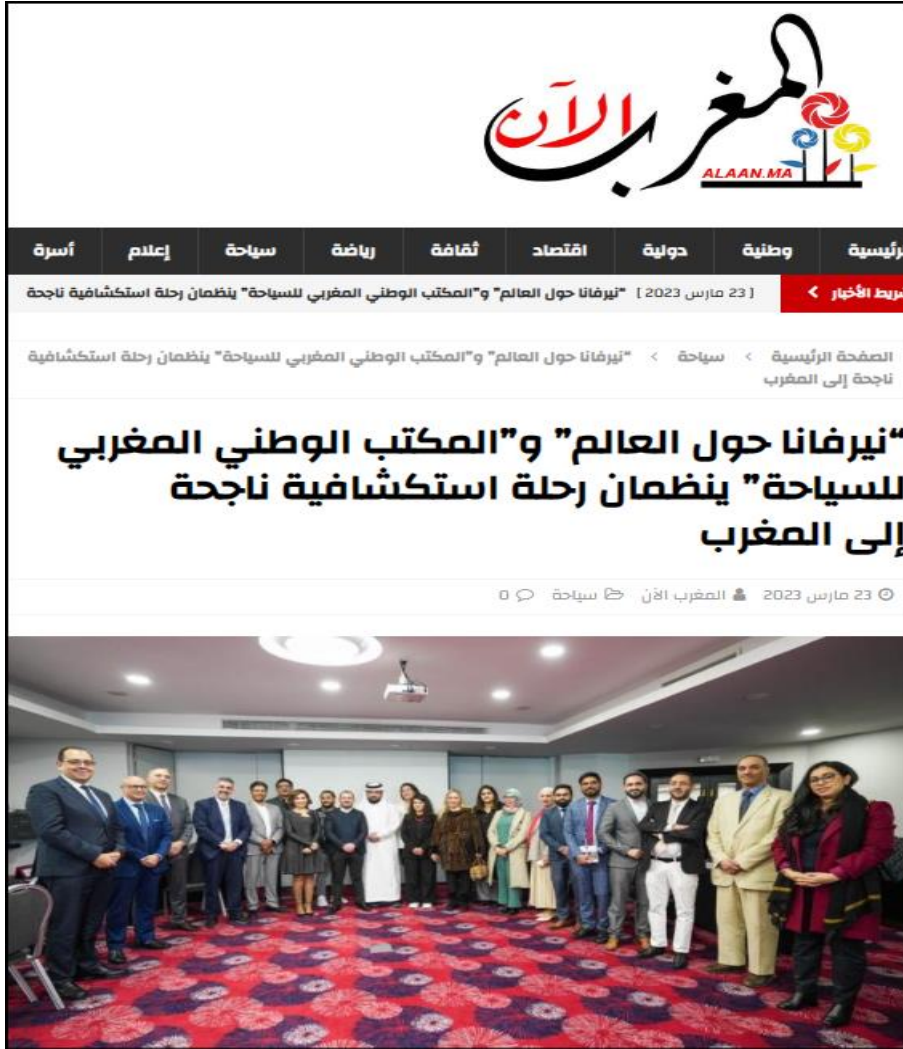 المغرب الآن
ALAAN.MA
الرئيسية وطنية دولية اقتصاد ثقافة رياضة سياحة إعلام أسرة
شريط الأخبار [ 23 مارس 2023 ] "نيرفانا حول العالم" و"المكتب الوطني المغربي للسياحة" ينظمان رحلة استكشافية ناجحة
الصفحة الرئيسية > سياحة > "نيرفانا حول العالم" و"المكتب الوطني المغربي للسياحة" ينظمان رحلة استكشافية
ناجحة إلى المغرب
“نيرفانا حول العالم” و”المكتب الوطني المغربي
للسياحة” ينظمان رحلة استكشافية ناجحة
إلى المغرب
23 مارس 2023 المغرب الآن سياحة 0